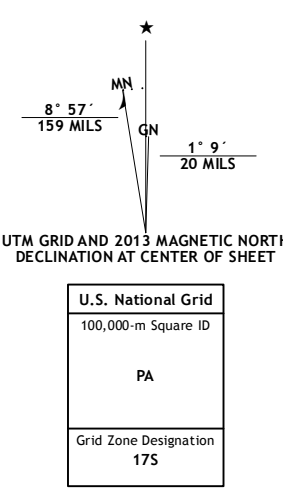 ★
MN
8° 57´
159 MILS
GN
1° 9´
20 MILS
UTM GRID AND 2013 MAGNETIC NORTH
DECLINATION AT CENTER OF SHEET
U.S. National Grid
100,000-m Square ID
PA
Grid Zone Designation
17S